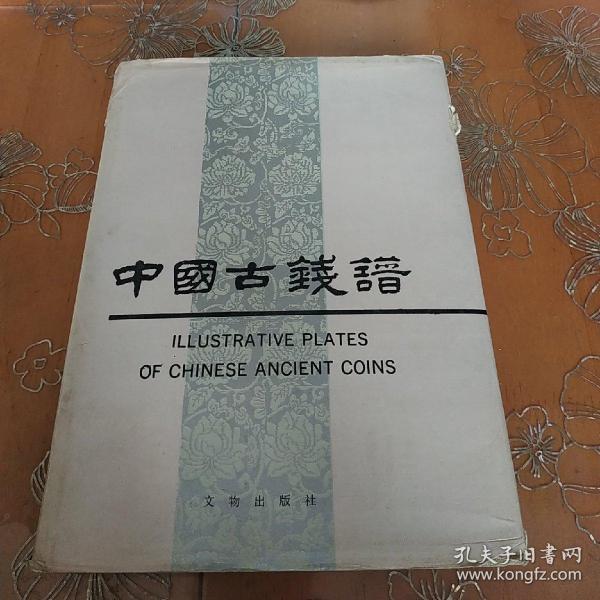 中國古錢譜
ILLUSTRATIVE PLATES
OF CHINESE ANCIENT COINS
文物出版社
孔夫子旧書网
www.kongfz.com